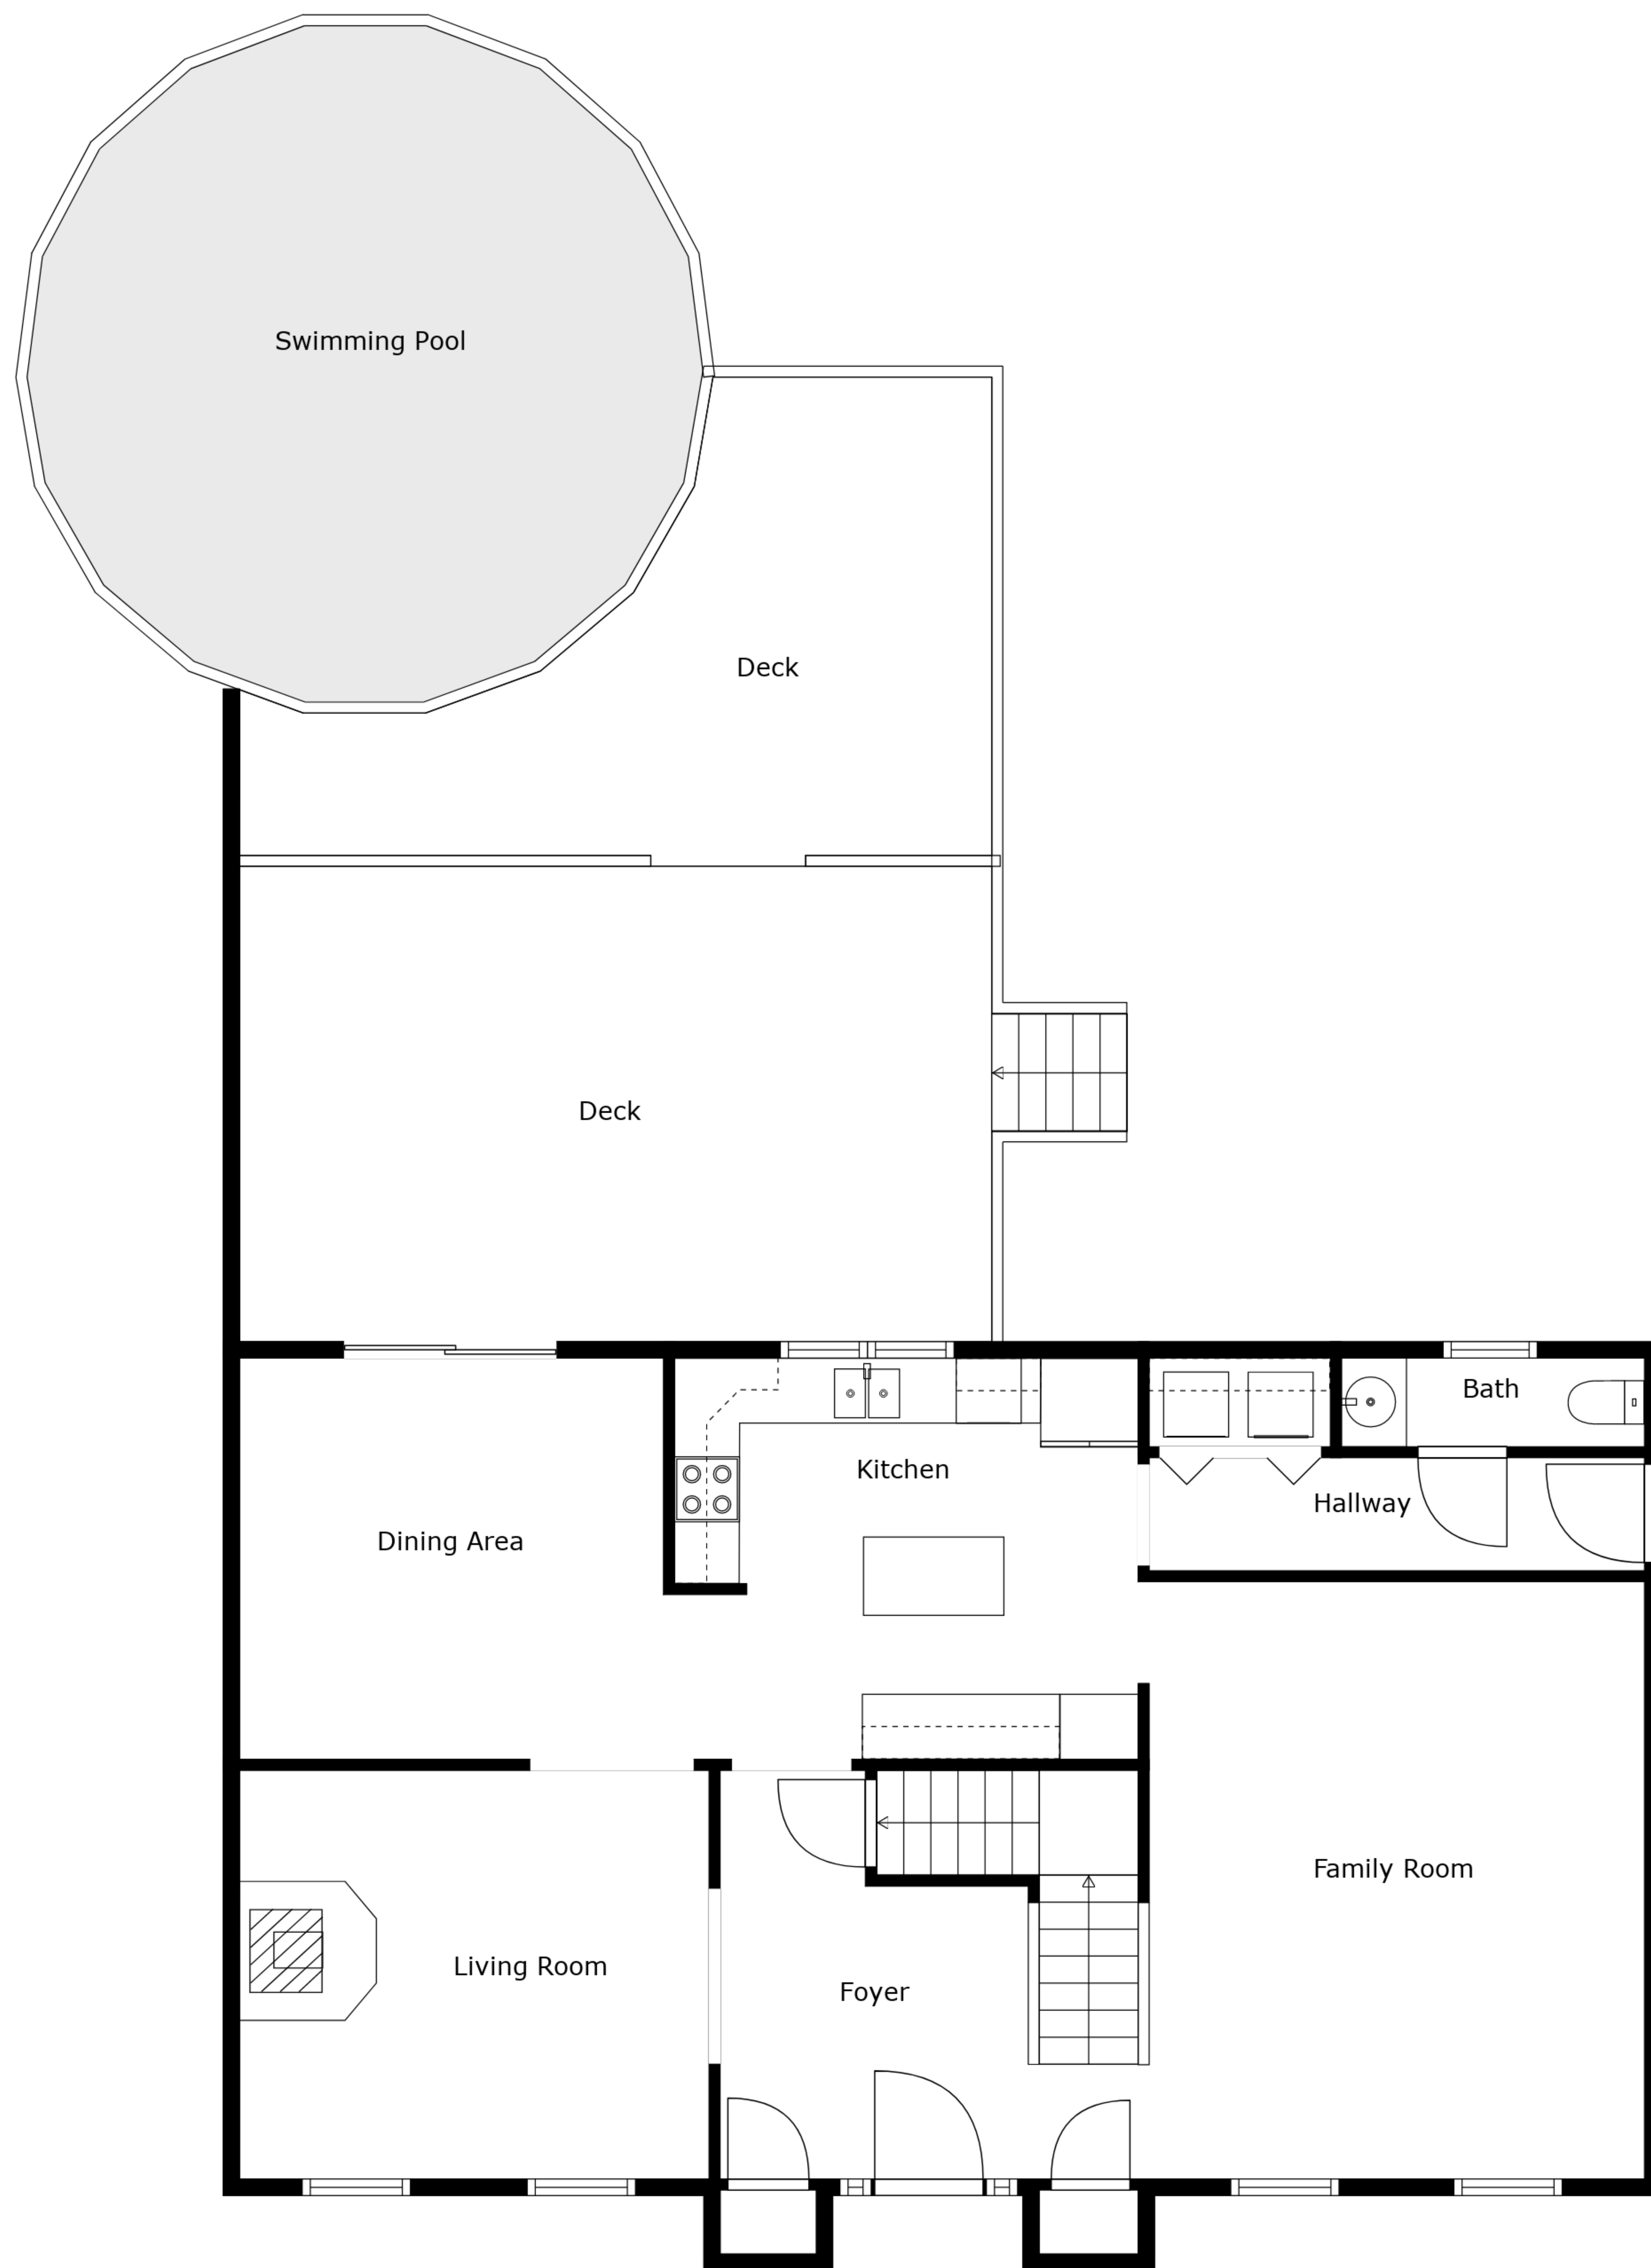 Swimming Pool
Deck
Deck
Bath
Kitchen
Hallway
Dining Area
Family Room
Living Room
Foyer